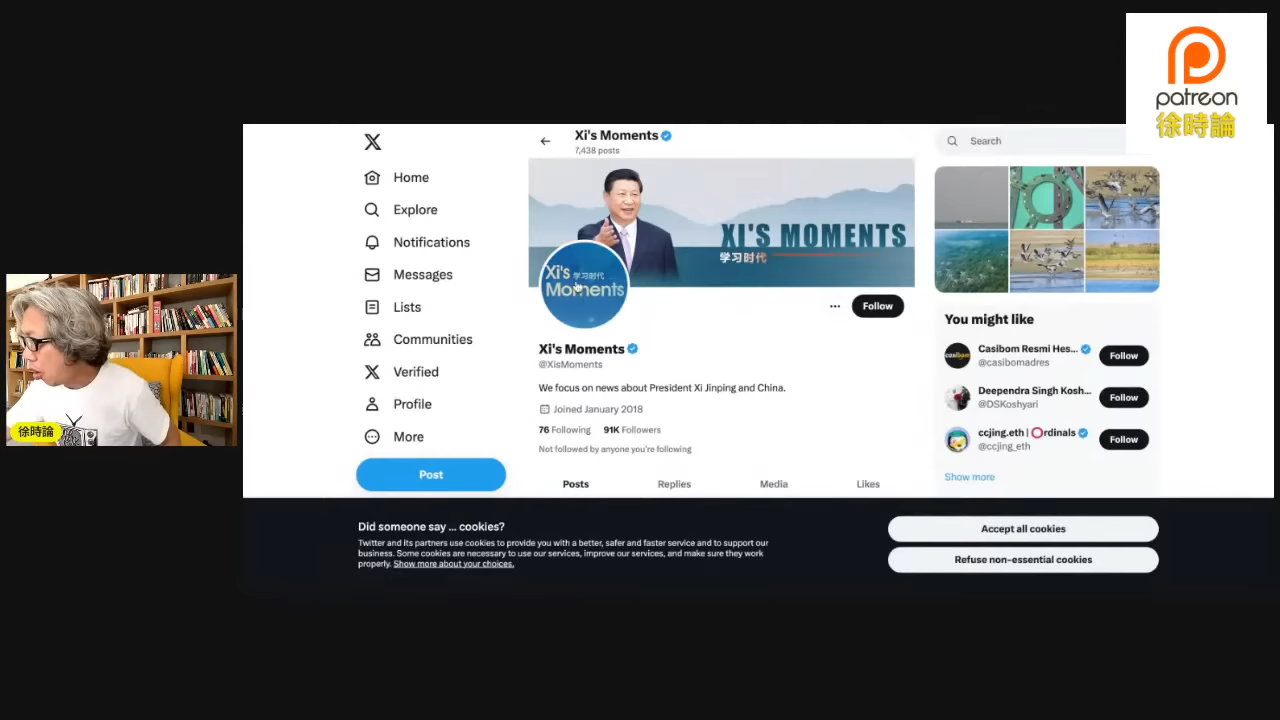 patreon
徐時論
Xi's Moments
7,438 posts
Search
Home
Explore
Notifications
Messages
Lists
Communities
Verified
Profile
More
Post
XI'S MOMENTS
学习时代
Xi's 学习时代
Moments
Follow
Xi's Moments
@XisMoments
We focus on news about President Xi Jinping and China.
Joined January 2018
76 Following 91K Followers
Not followed by anyone you're following
Posts Replies Media Likes
You might like
Casibom Resmi Hes...
@casibomadres
Follow
Deependra Singh Kosh...
@DSKoshyari
Follow
ccjing.eth | ⭕rdinals
@ccjing_eth
Follow
Show more
徐時論
Did someone say ... cookies?
Twitter and its partners use cookies to provide you with a better, safer and faster service and to support our
business. Some cookies are necessary to use our services, improve our services, and make sure they work
properly. Show more about your choices.
Accept all cookies
Refuse non-essential cookies